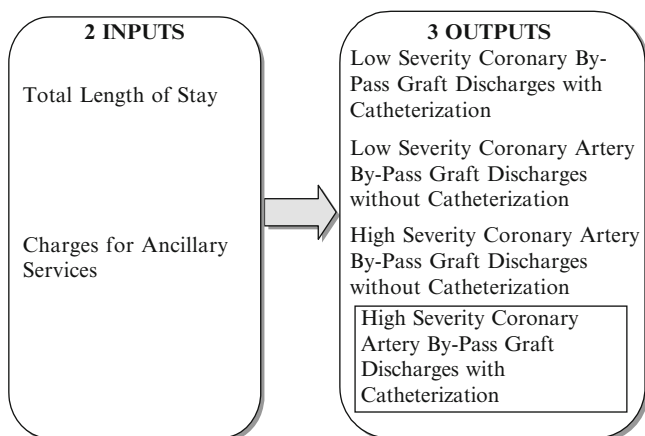 2 INPUTS
Total Length of Stay
Charges for Ancillary
Services
3 OUTPUTS
Low Severity Coronary By-
Pass Graft Discharges with
Catheterization
Low Severity Coronary Artery
By-Pass Graft Discharges
without Catheterization
High Severity Coronary Artery
By-Pass Graft Discharges
without Catheterization
High Severity Coronary
Artery By-Pass Graft
Discharges with
Catheterization